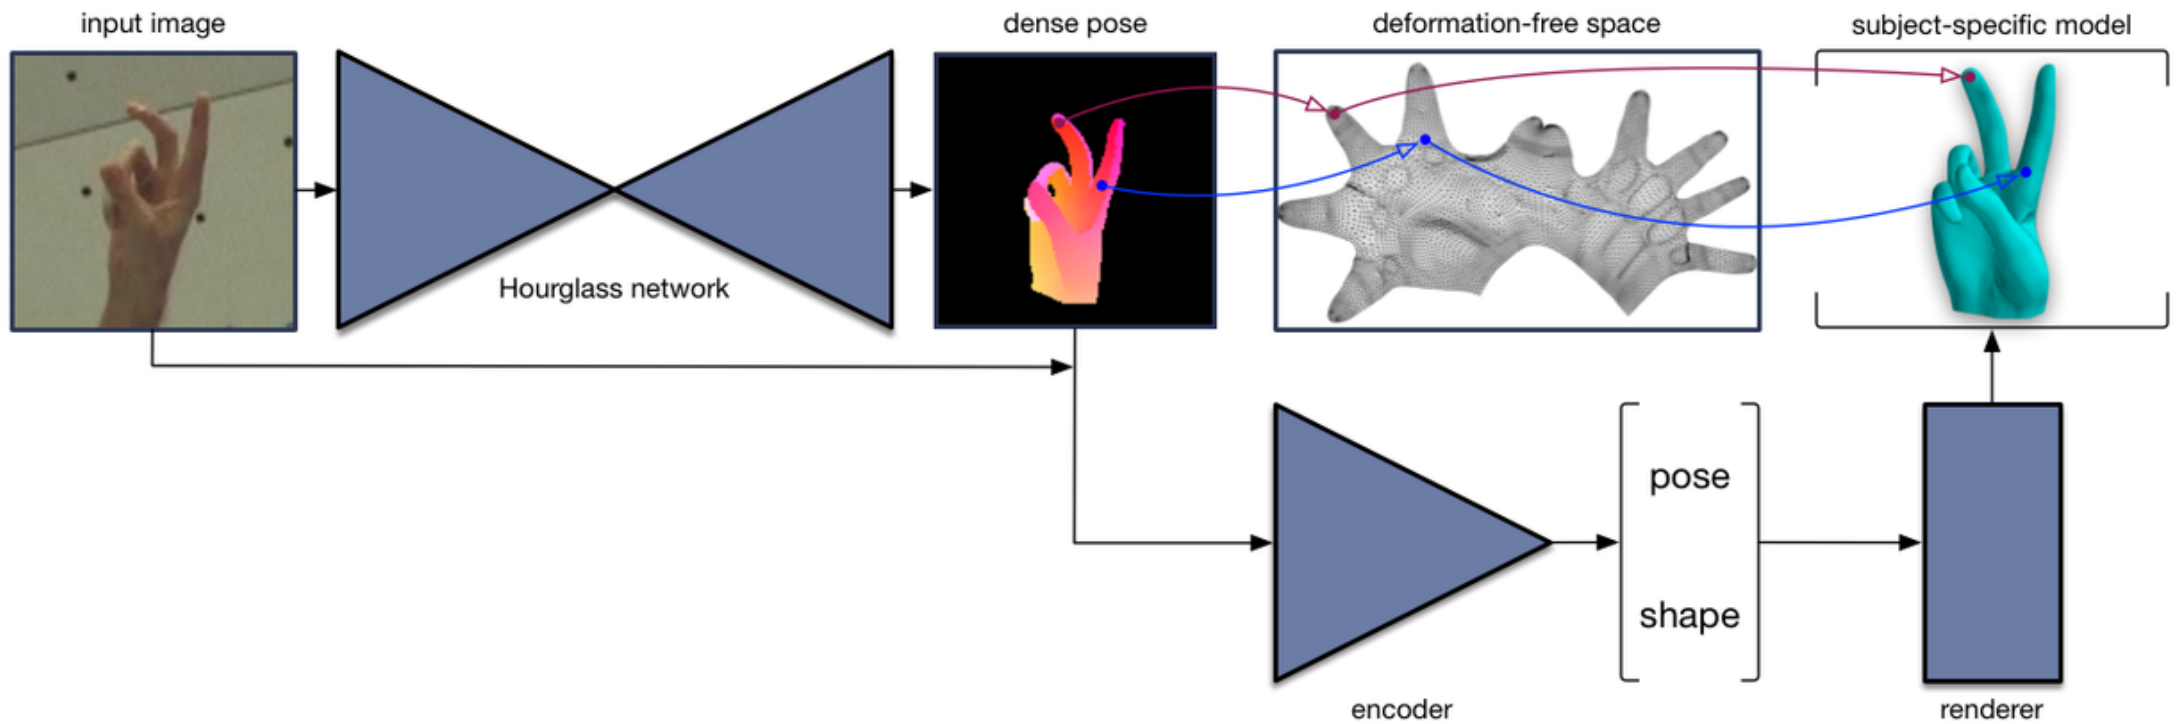 input image
dense pose
deformation-free space
subject-specific model
Hourglass network
pose
shape
encoder
renderer